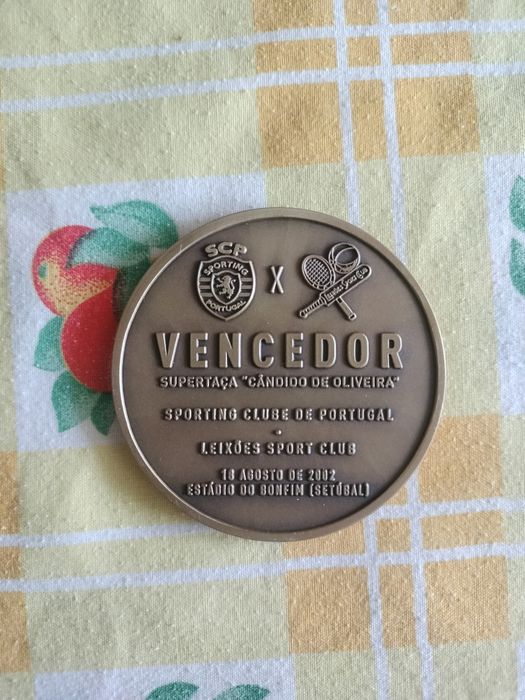 SCP
SPORTING
PORTUGAL
X
VENCEDOR
SUPERTAÇA "CÂNDIDO DE OLIVEIRA"
SPORTING CLUBE DE PORTUGAL
-
LEIXÕES SPORT CLUB
18 AGOSTO DE 2002
ESTÁDIO DO BONFIM (SETÚBAL)